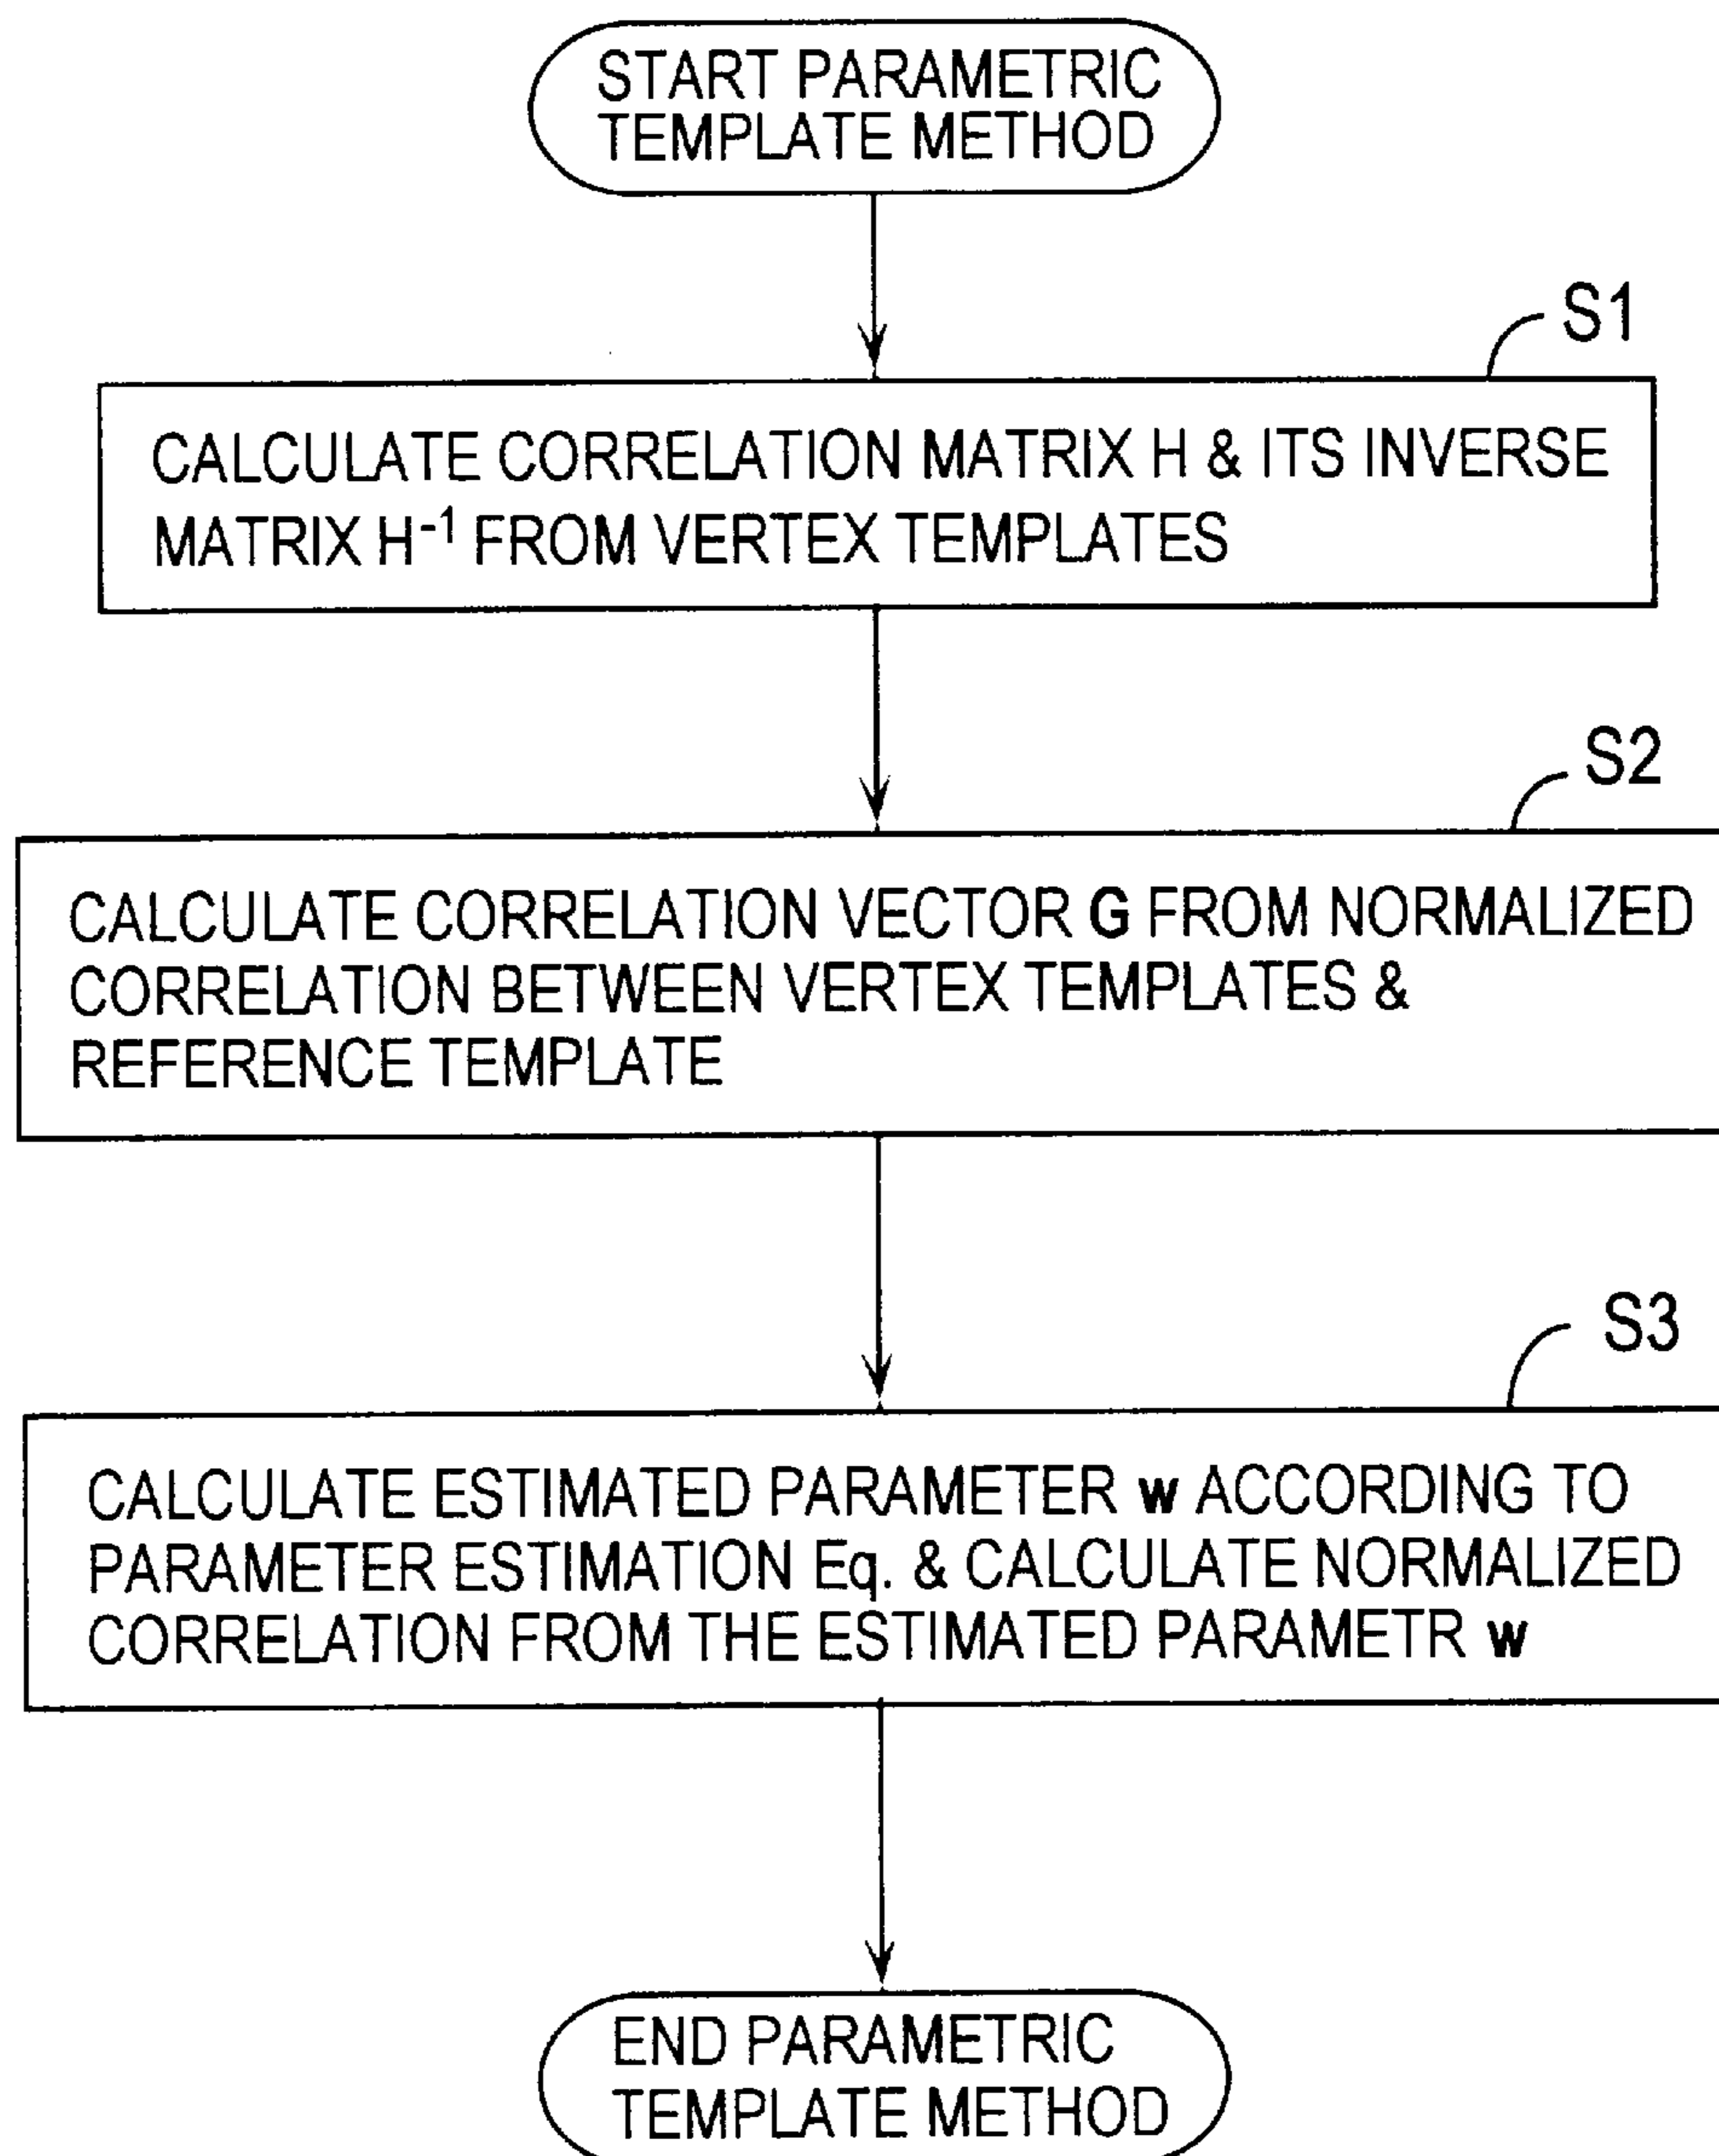 START PARAMETRIC
TEMPLATE METHOD
S1
CALCULATE CORRELATION MATRIX H & ITS INVERSE
MATRIX H⁻¹ FROM VERTEX TEMPLATES
S2
CALCULATE CORRELATION VECTOR G FROM NORMALIZED
CORRELATION BETWEEN VERTEX TEMPLATES &
REFERENCE TEMPLATE
S3
CALCULATE ESTIMATED PARAMETER w ACCORDING TO
PARAMETER ESTIMATION Eq. & CALCULATE NORMALIZED
CORRELATION FROM THE ESTIMATED PARAMETR w
END PARAMETRIC
TEMPLATE METHOD